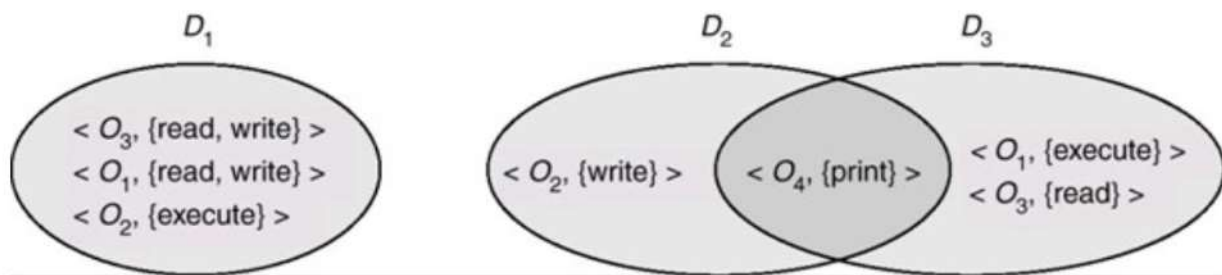 D₁
D₂
D₃
< O₃, {read, write} >
< O₁, {read, write} >
< O₂, {execute} >
< O₂, {write} >
< O₄, {print} >
< O₁, {execute} >
< O₃, {read} >